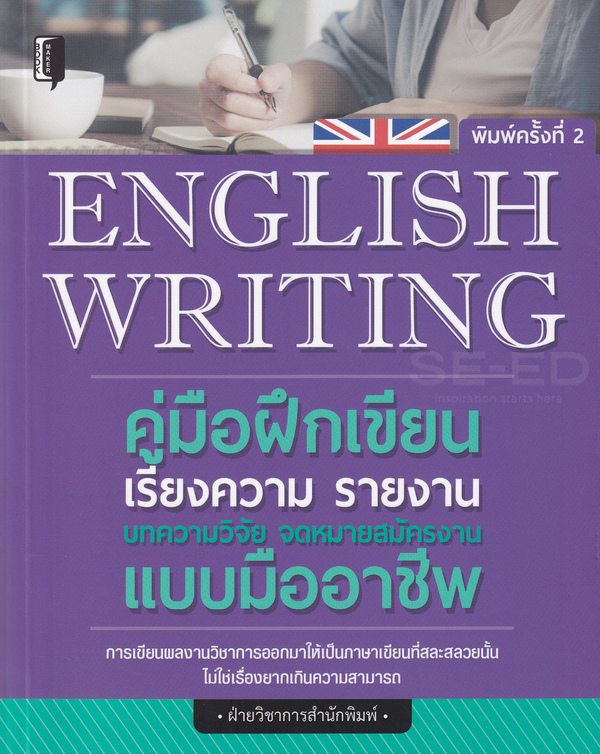 BOOK
MAKER
พิมพ์ครั้งที่ 2
ENGLISH
WRITING
SE-ED
inspiration starts here
คู่มือฝึกเขียน
เรียงความ รายงาน
บทความวิจัย จดหมายสมัครงาน
แบบมืออาชีพ
การเขียนผลงานวิชาการออกมาให้เป็นภาษาเขียนที่สละสลวยนั้น
ไม่ใช่เรื่องยากเกินความสามารถ
• ฝ่ายวิชาการสำนักพิมพ์ •